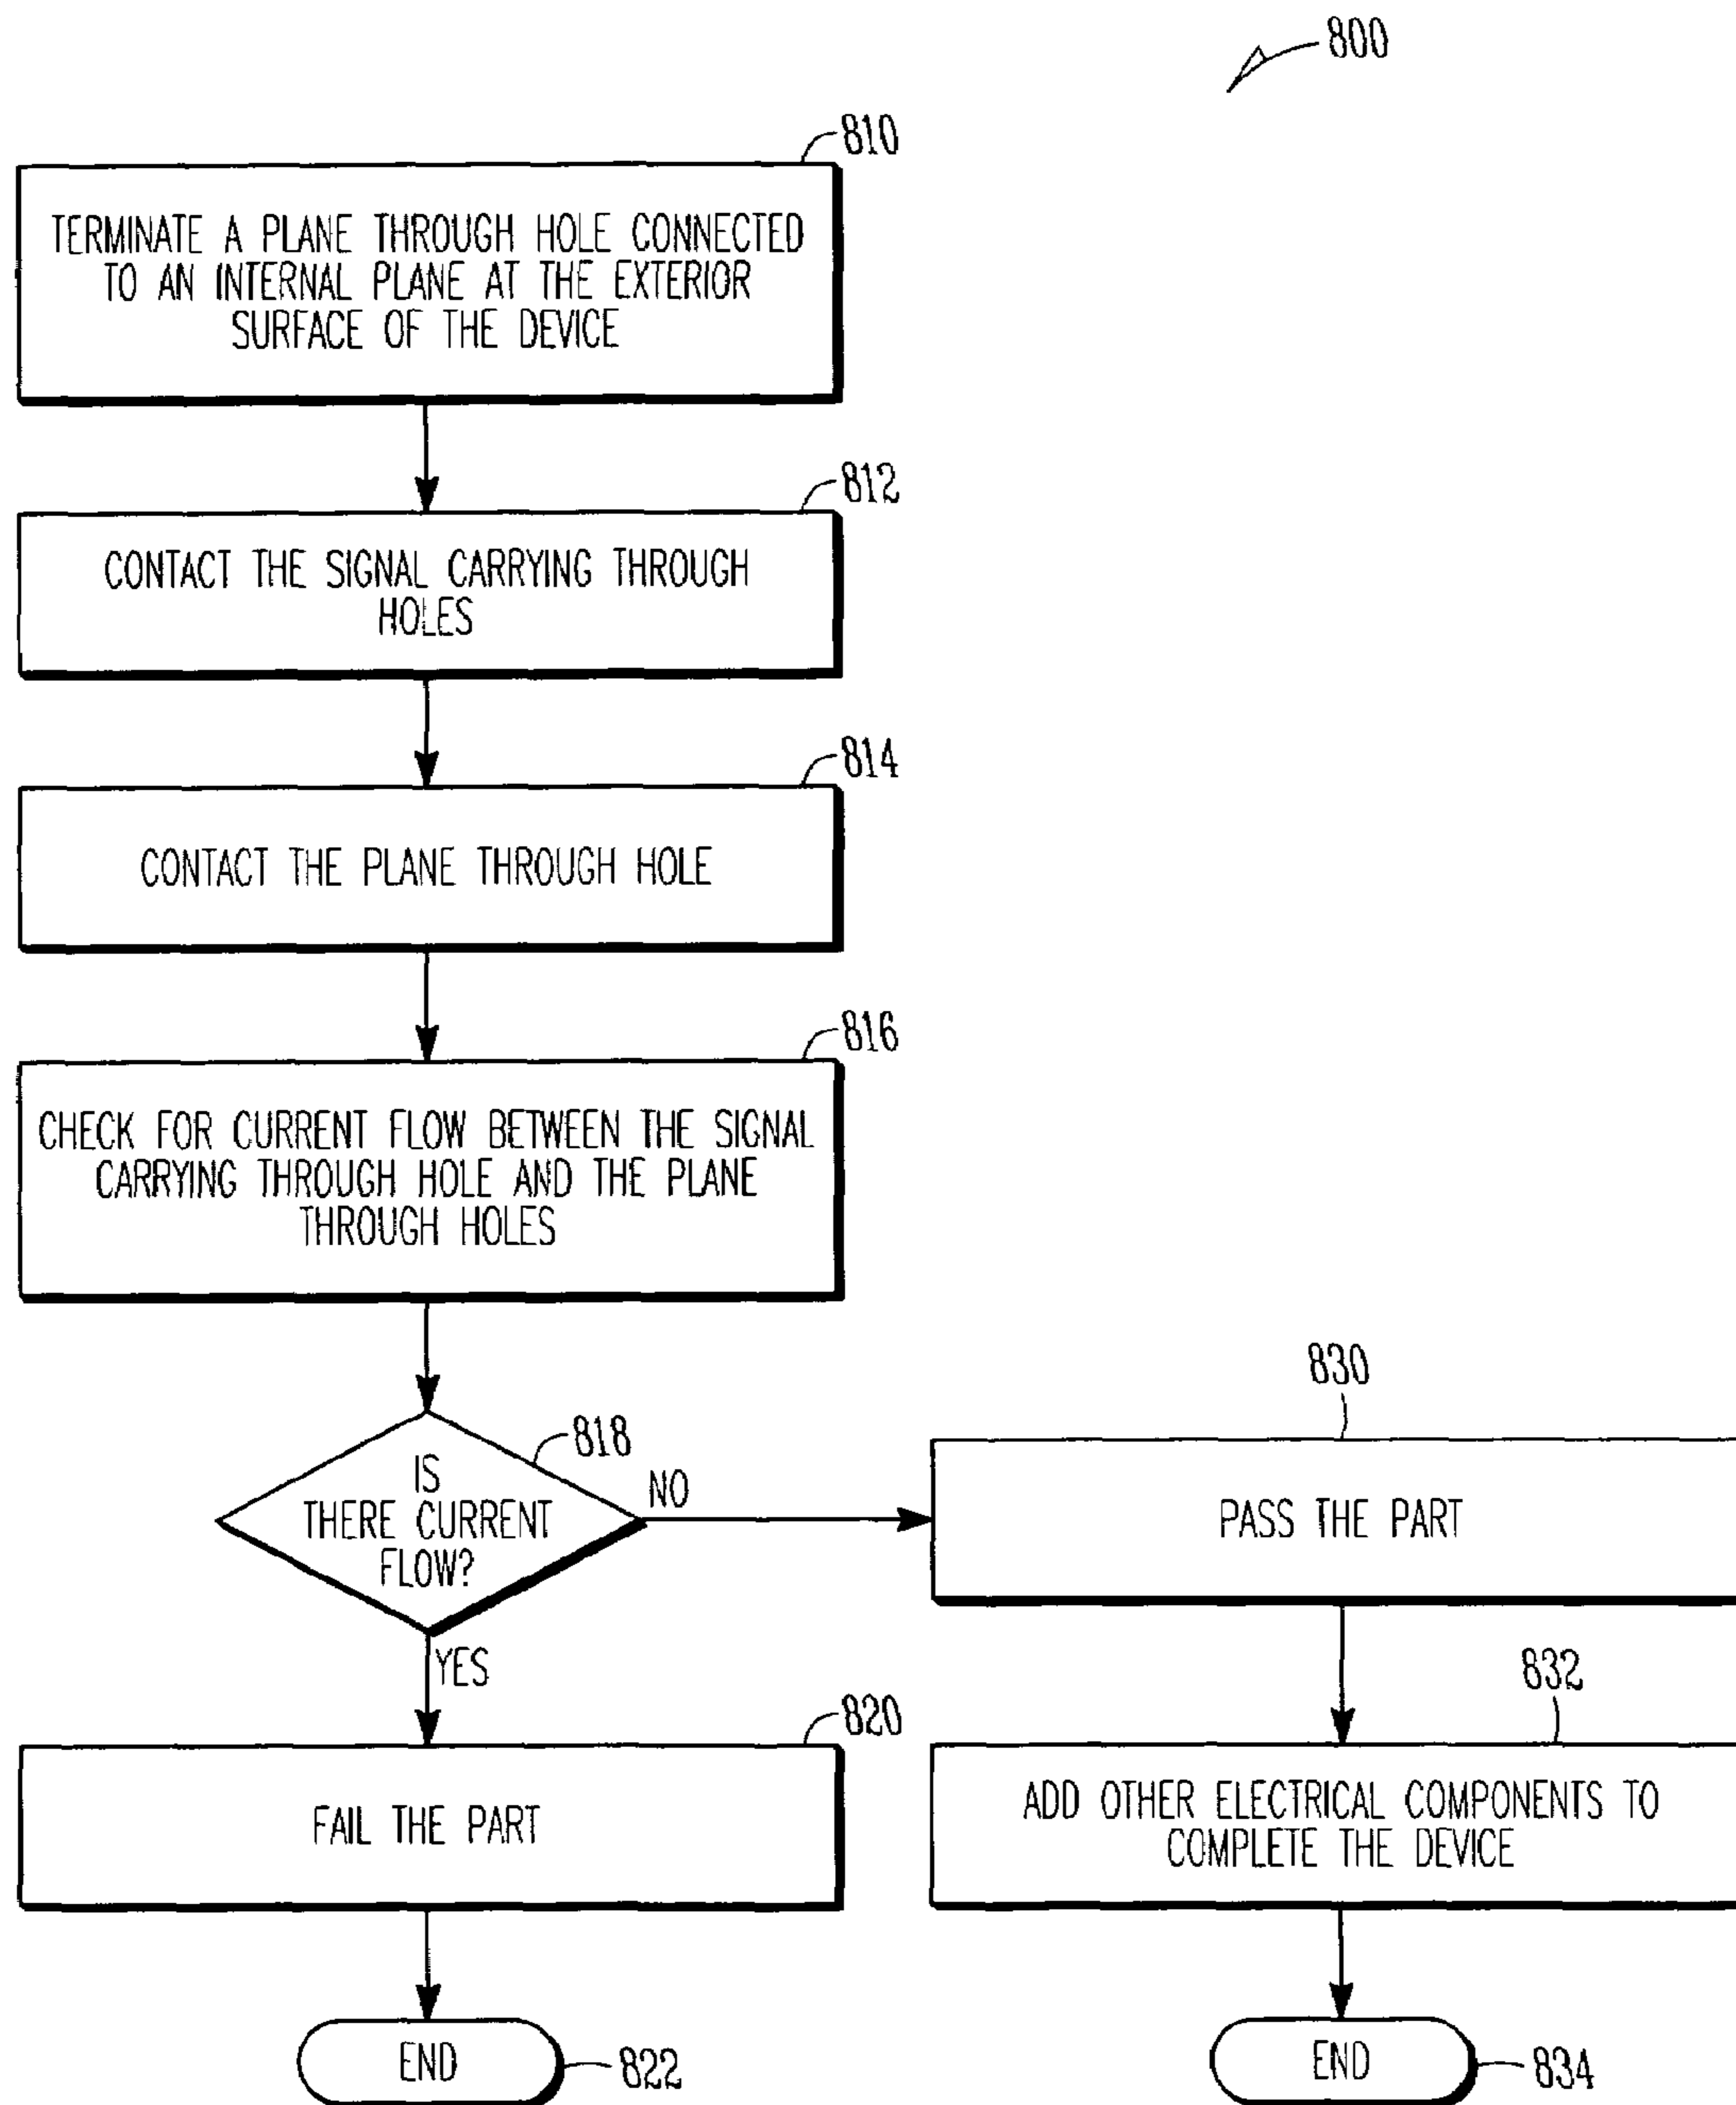 800
810
TERMINATE A PLANE THROUGH HOLE CONNECTED
TO AN INTERNAL PLANE AT THE EXTERIOR
SURFACE OF THE DEVICE
812
CONTACT THE SIGNAL CARRYING THROUGH
HOLES
814
CONTACT THE PLANE THROUGH HOLE
816
CHECK FOR CURRENT FLOW BETWEEN THE SIGNAL
CARRYING THROUGH HOLE AND THE PLANE
THROUGH HOLES
818
IS
THERE CURRENT
FLOW?
NO
YES
820
FAIL THE PART
END
822
830
PASS THE PART
832
ADD OTHER ELECTRICAL COMPONENTS TO
COMPLETE THE DEVICE
END
834